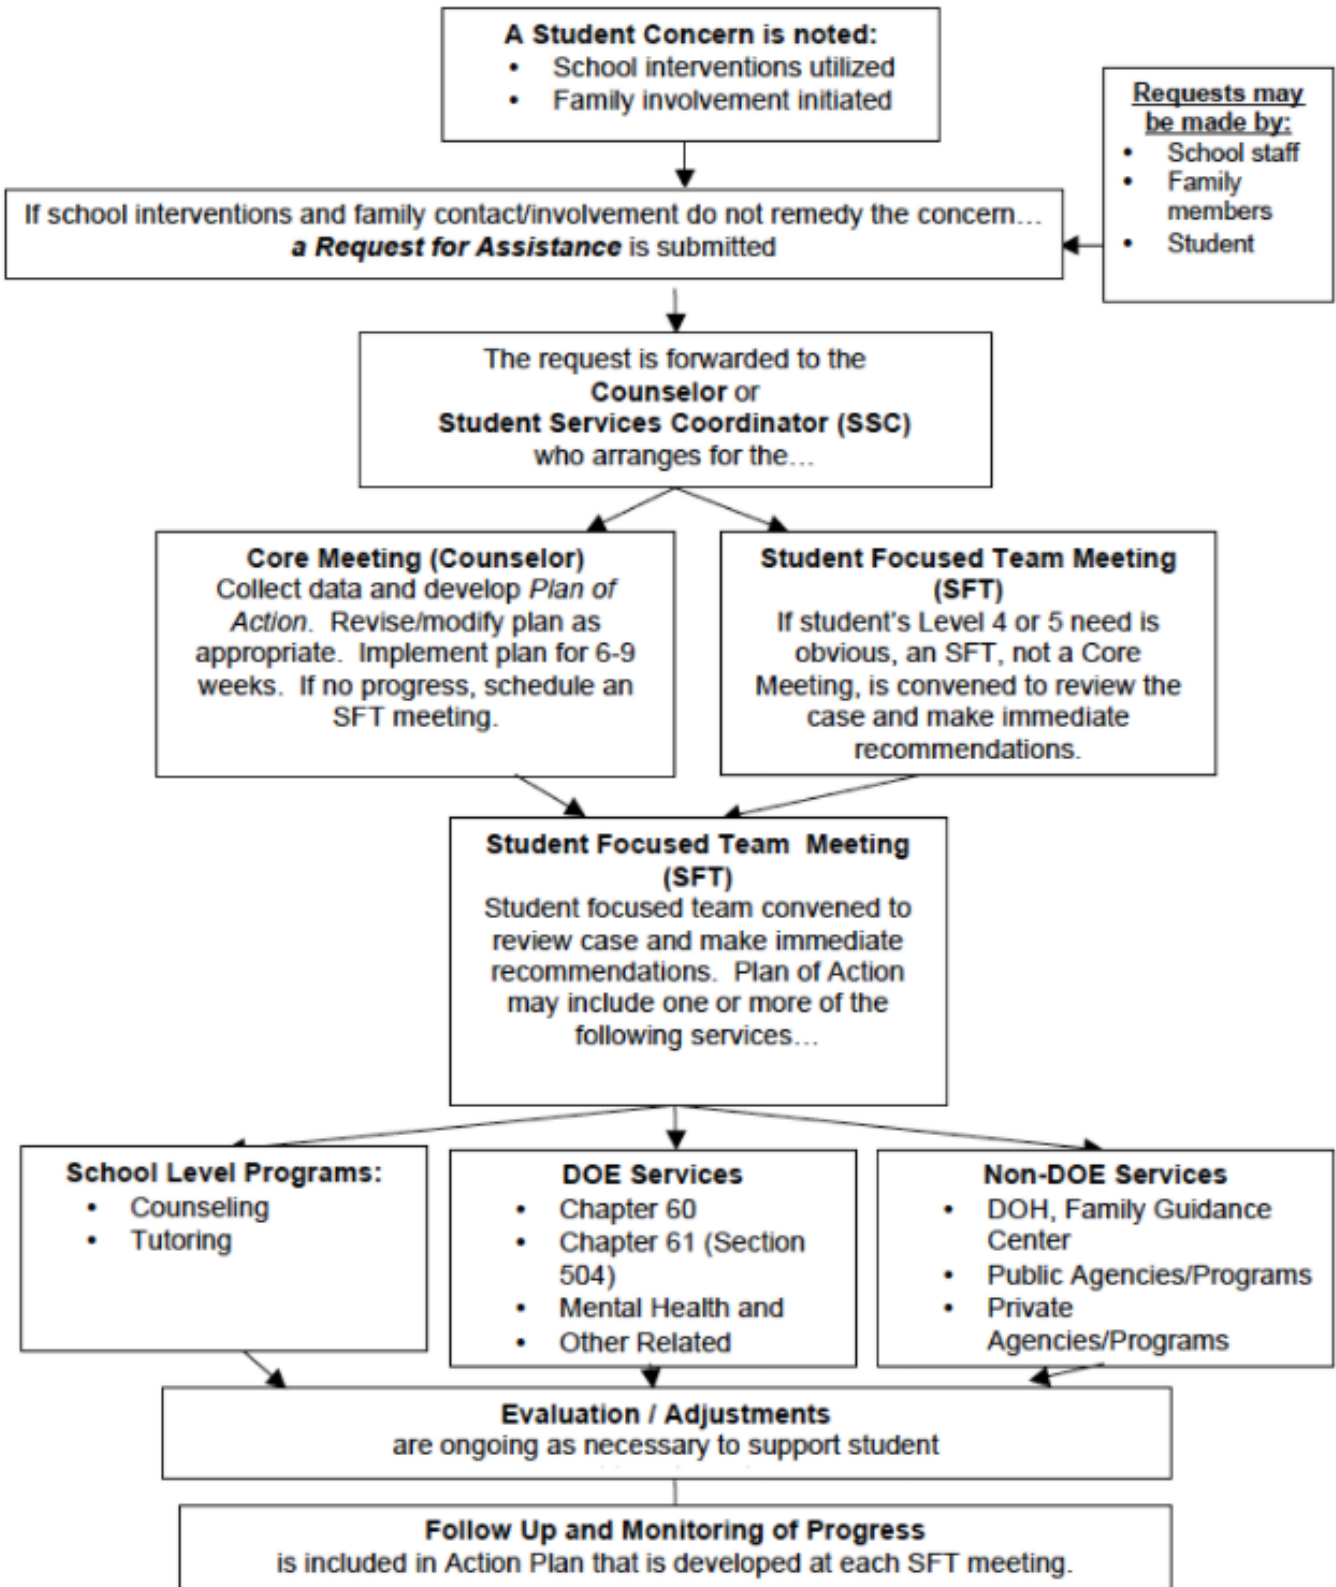 A Student Concern is noted:
• School interventions utilized
• Family involvement initiated
Requests may
be made by:
• School staff
• Family
members
• Student
If school interventions and family contact/involvement do not remedy the concern…
a Request for Assistance is submitted
The request is forwarded to the
Counselor or
Student Services Coordinator (SSC)
who arranges for the…
Core Meeting (Counselor)
Collect data and develop Plan of
Action. Revise/modify plan as
appropriate. Implement plan for 6-9
weeks. If no progress, schedule an
SFT meeting.
Student Focused Team Meeting
(SFT)
If student's Level 4 or 5 need is
obvious, an SFT, not a Core
Meeting, is convened to review the
case and make immediate
recommendations.
Student Focused Team Meeting
(SFT)
Student focused team convened to
review case and make immediate
recommendations. Plan of Action
may include one or more of the
following services…
School Level Programs:
• Counseling
• Tutoring
DOE Services
• Chapter 60
• Chapter 61 (Section
504)
• Mental Health and
• Other Related
Non-DOE Services
• DOH, Family Guidance
Center
• Public Agencies/Programs
• Private
Agencies/Programs
Evaluation / Adjustments
are ongoing as necessary to support student
Follow Up and Monitoring of Progress
is included in Action Plan that is developed at each SFT meeting.